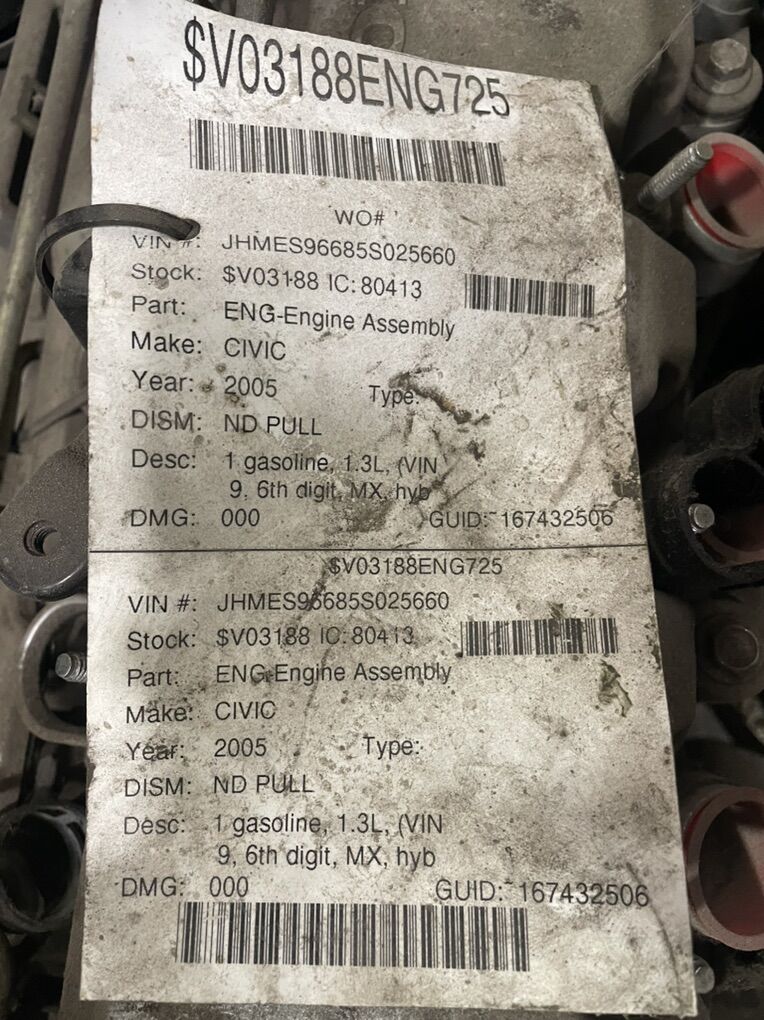 $V03188ENG725
WO# '
VIN #: JHMES96685S025660
Stock: $V03188 IC: 80413
Part: ENG-Engine Assembly
Make: CIVIC
Year: 2005 Type:
DISM: ND PULL
Desc: 1 gasoline, 1.3L, (VIN
9, 6th digit, MX, hyb
DMG: 000 GUID: 167432506
$V03188ENG725
VIN #: JHMES96685S025660
Stock: $V03188 IC: 80413
Part: ENG-Engine Assembly
Make: CIVIC
Year: 2005 Type:
DISM: ND PULL
Desc: 1 gasoline, 1.3L, (VIN
9, 6th digit, MX, hyb
DMG: 000 GUID: 167432506